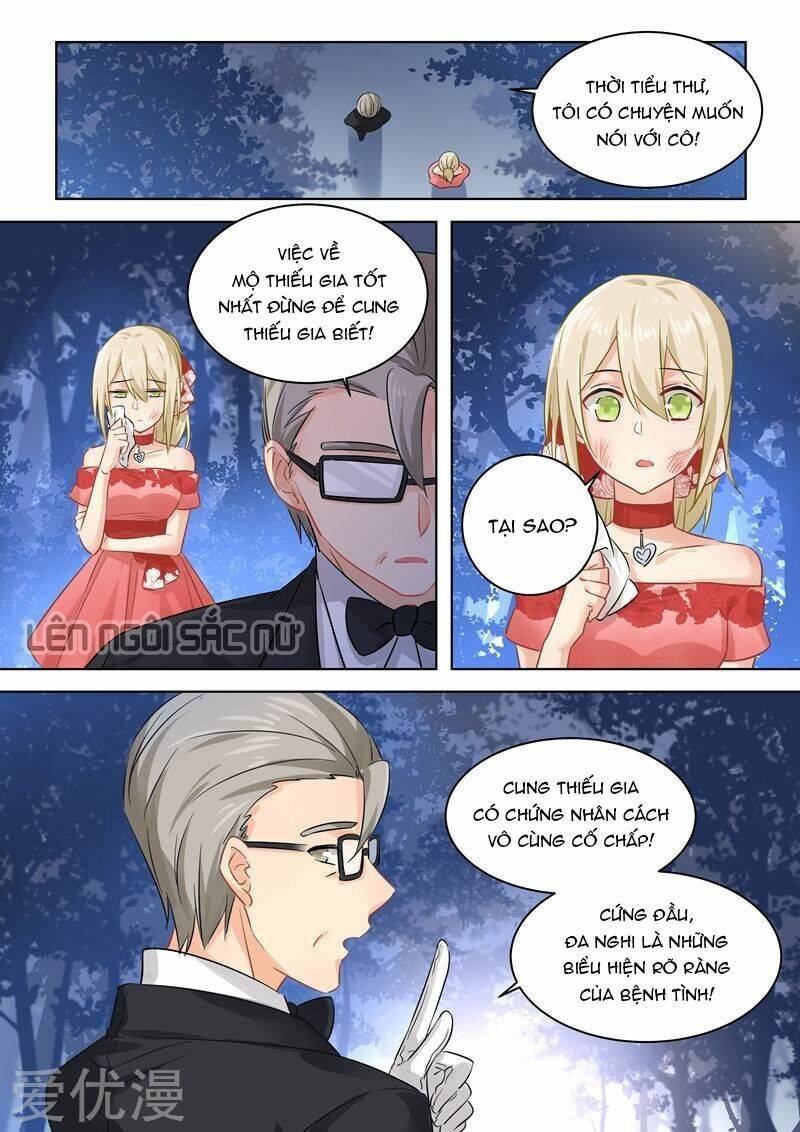 THỜI TIỂU THƯ,
TÔI CÓ CHUYỆN MUỐN
NÓI VỚI CÔ!
VIỆC VỀ
MỘ THIẾU GIA TỐT
NHẤT ĐỪNG ĐỂ CUNG
THIẾU GIA BIẾT!
TẠI SAO?
LÊN NGÔI SẮC NỮ
CUNG THIẾU GIA
CÓ CHỨNG NHÂN CÁCH
VÔ CÙNG CỐ CHẤP!
CỨNG ĐẦU,
ĐA NGHI LÀ NHỮNG
BIỂU HIỆN RÕ RÀNG
CỦA BỆNH TÌNH!
爱优漫